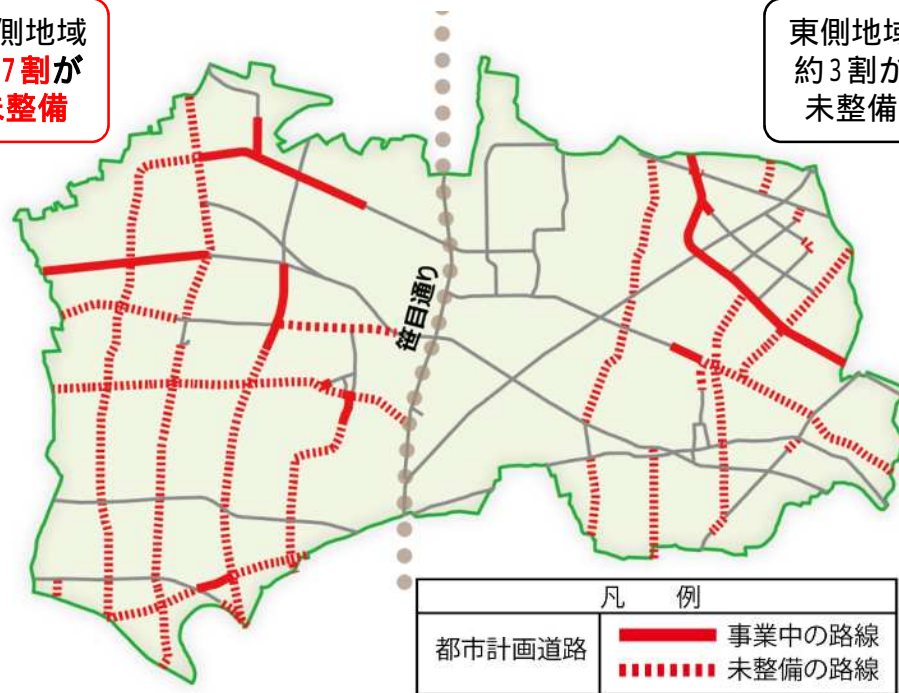 側地域
7割が
整備
東側地域
約3割が
未整備
笹目通り
凡 例
都市計画道路
事業中の路線
未整備の路線